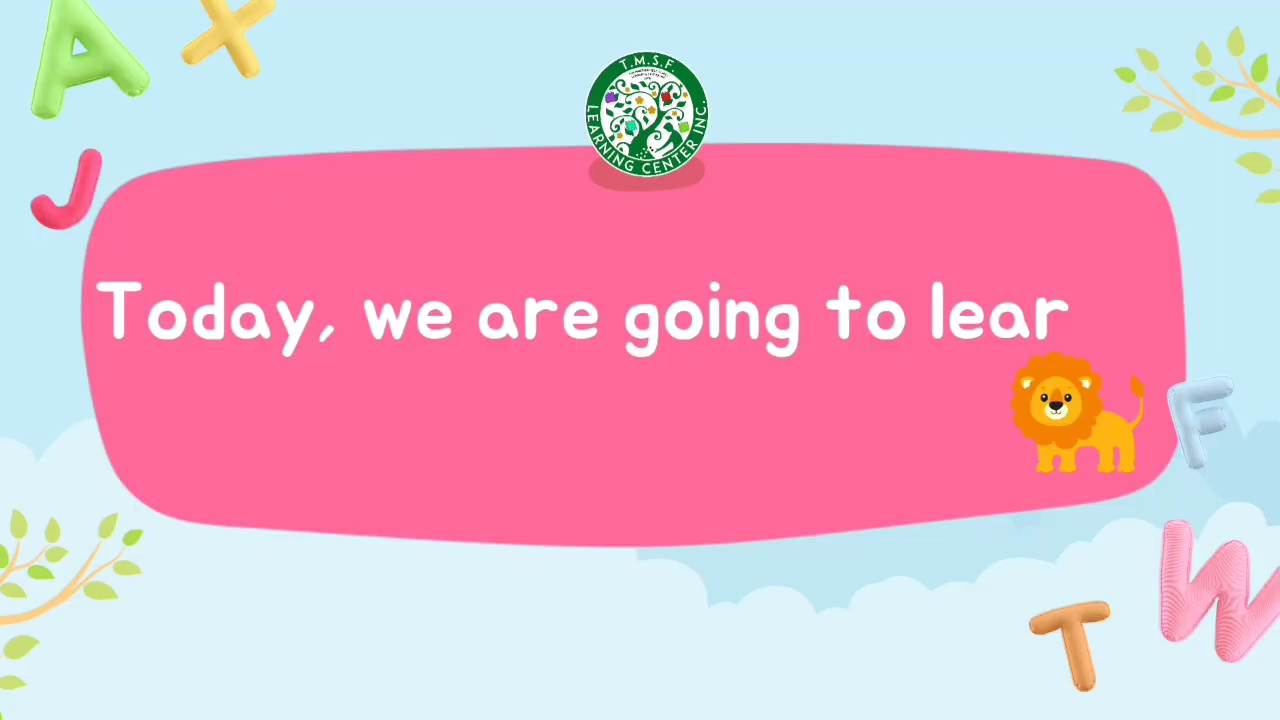 A X
J
T.M.S.F.
LEARNING CENTER INC.
Today, we are going to lear
F
W
T